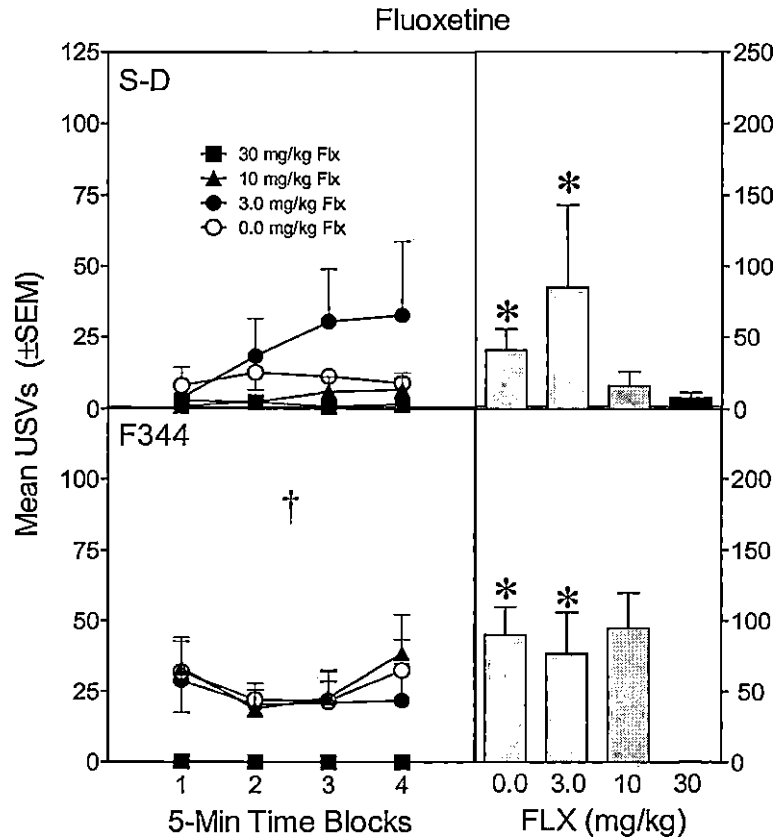 Fluoxetine
Mean USVs (±SEM)
125
100
75
50
25
0
S-D
30 mg/kg Flx
10 mg/kg Flx
3.0 mg/kg Flx
0.0 mg/kg Flx
*
*
250
200
150
100
50
0
F344
100
75
50
25
0
†
*
*
200
150
100
50
0
1 2 3 4
0.0 3.0 10 30
5-Min Time Blocks
FLX (mg/kg)